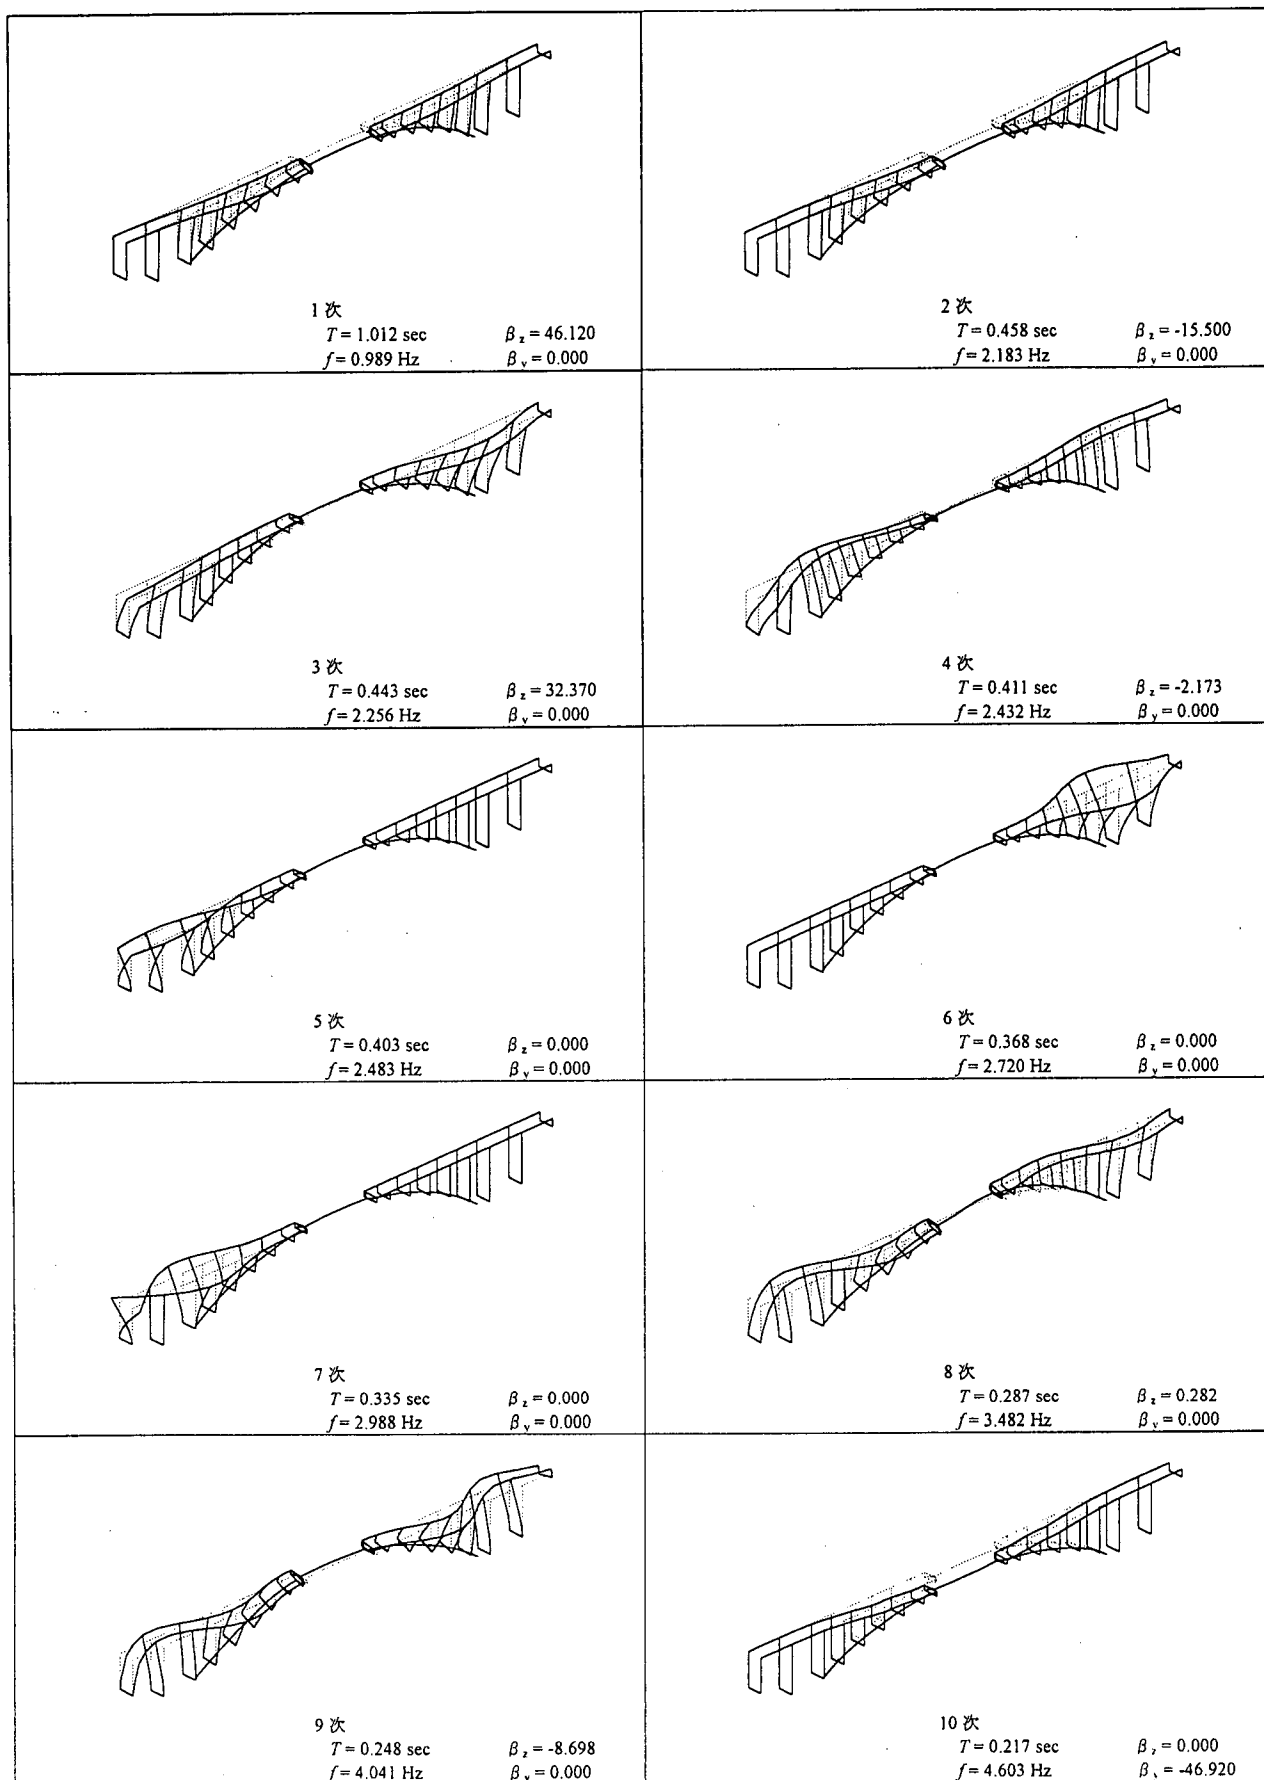 1 次
T = 1.012 sec β z = 46.120
f = 0.989 Hz β y = 0.000
2 次
T = 0.458 sec β z = -15.500
f = 2.183 Hz β y = 0.000
3 次
T = 0.443 sec β z = 32.370
f = 2.256 Hz β y = 0.000
4 次
T = 0.411 sec β z = -2.173
f = 2.432 Hz β y = 0.000
5 次
T = 0.403 sec β z = 0.000
f = 2.483 Hz β y = 0.000
6 次
T = 0.368 sec β z = 0.000
f = 2.720 Hz β y = 0.000
7 次
T = 0.335 sec β z = 0.000
f = 2.988 Hz β y = 0.000
8 次
T = 0.287 sec β z = 0.282
f = 3.482 Hz β y = 0.000
9 次
T = 0.248 sec β z = -8.698
f = 4.041 Hz β y = 0.000
10 次
T = 0.217 sec β z = 0.000
f = 4.603 Hz β y = -46.920